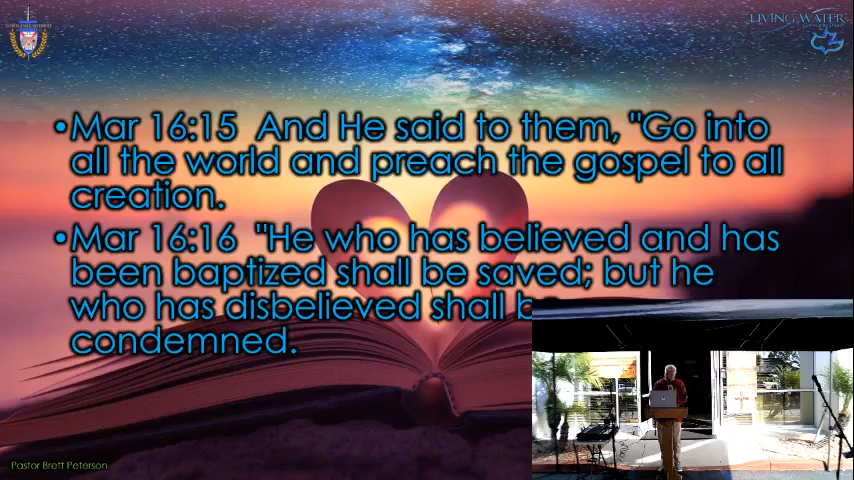 LIVING WATER
•Mar 16:15  And He said to them, "Go into
all the world and preach the gospel to all
creation.
•Mar 16:16  "He who has believed and has
been baptized shall be saved; but he
who has disbelieved shall b
condemned.
Pastor Brett Peterson